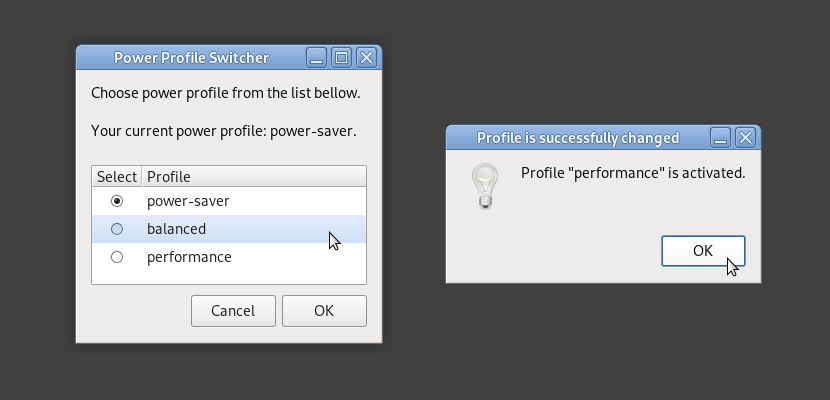 Power Profile Switcher
Choose power profile from the list bellow.
Your current power profile: power-saver.
Select Profile
power-saver
balanced
performance
Cancel OK
Profile is successfully changed
Profile "performance" is activated.
OK